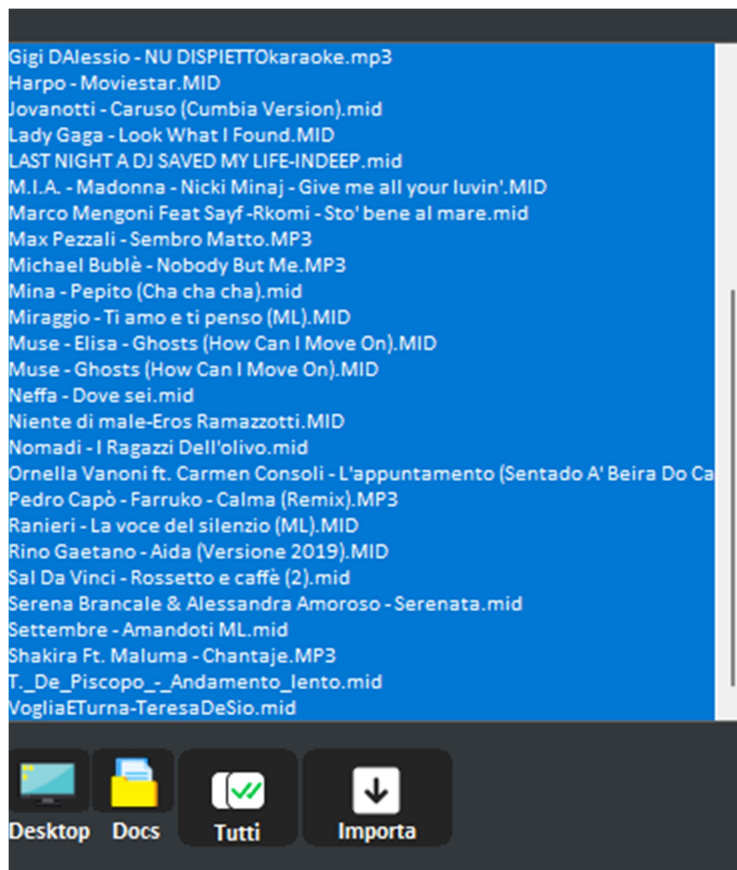 Gigi DAlessio - NU DISPIETTOkaraoke.mp3
Harpo - Moviestar.MID
Jovanotti - Caruso (Cumbia Version).mid
Lady Gaga - Look What I Found.MID
LAST NIGHT A DJ SAVED MY LIFE-INDEEP.mid
M.I.A. - Madonna - Nicki Minaj - Give me all your luvin'.MID
Marco Mengoni Feat Sayf -Rkomi - Sto' bene al mare.mid
Max Pezzali - Sembro Matto.MP3
Michael Bublè - Nobody But Me.MP3
Mina - Pepito (Cha cha cha).mid
Miraggio - Ti amo e ti penso (ML).MID
Muse - Elisa - Ghosts (How Can I Move On).MID
Muse - Ghosts (How Can I Move On).MID
Neffa - Dove sei.mid
Niente di male-Eros Ramazzotti.MID
Nomadi - I Ragazzi Dell'olivo.mid
Ornella Vanoni ft. Carmen Consoli - L'appuntamento (Sentado A' Beira Do Ca
Pedro Capò - Farruko - Calma (Remix).MP3
Ranieri - La voce del silenzio (ML).MID
Rino Gaetano - Aida (Versione 2019).MID
Sal Da Vinci - Rossetto e caffè (2).mid
Serena Brancale & Alessandra Amoroso - Serenata.mid
Settembre - Amandoti ML.mid
Shakira Ft. Maluma - Chantaje.MP3
T._De_Piscopo_-_Andamento_lento.mid
VogliaETurna-TeresaDeSio.mid
Desktop Docs Tutti Importa